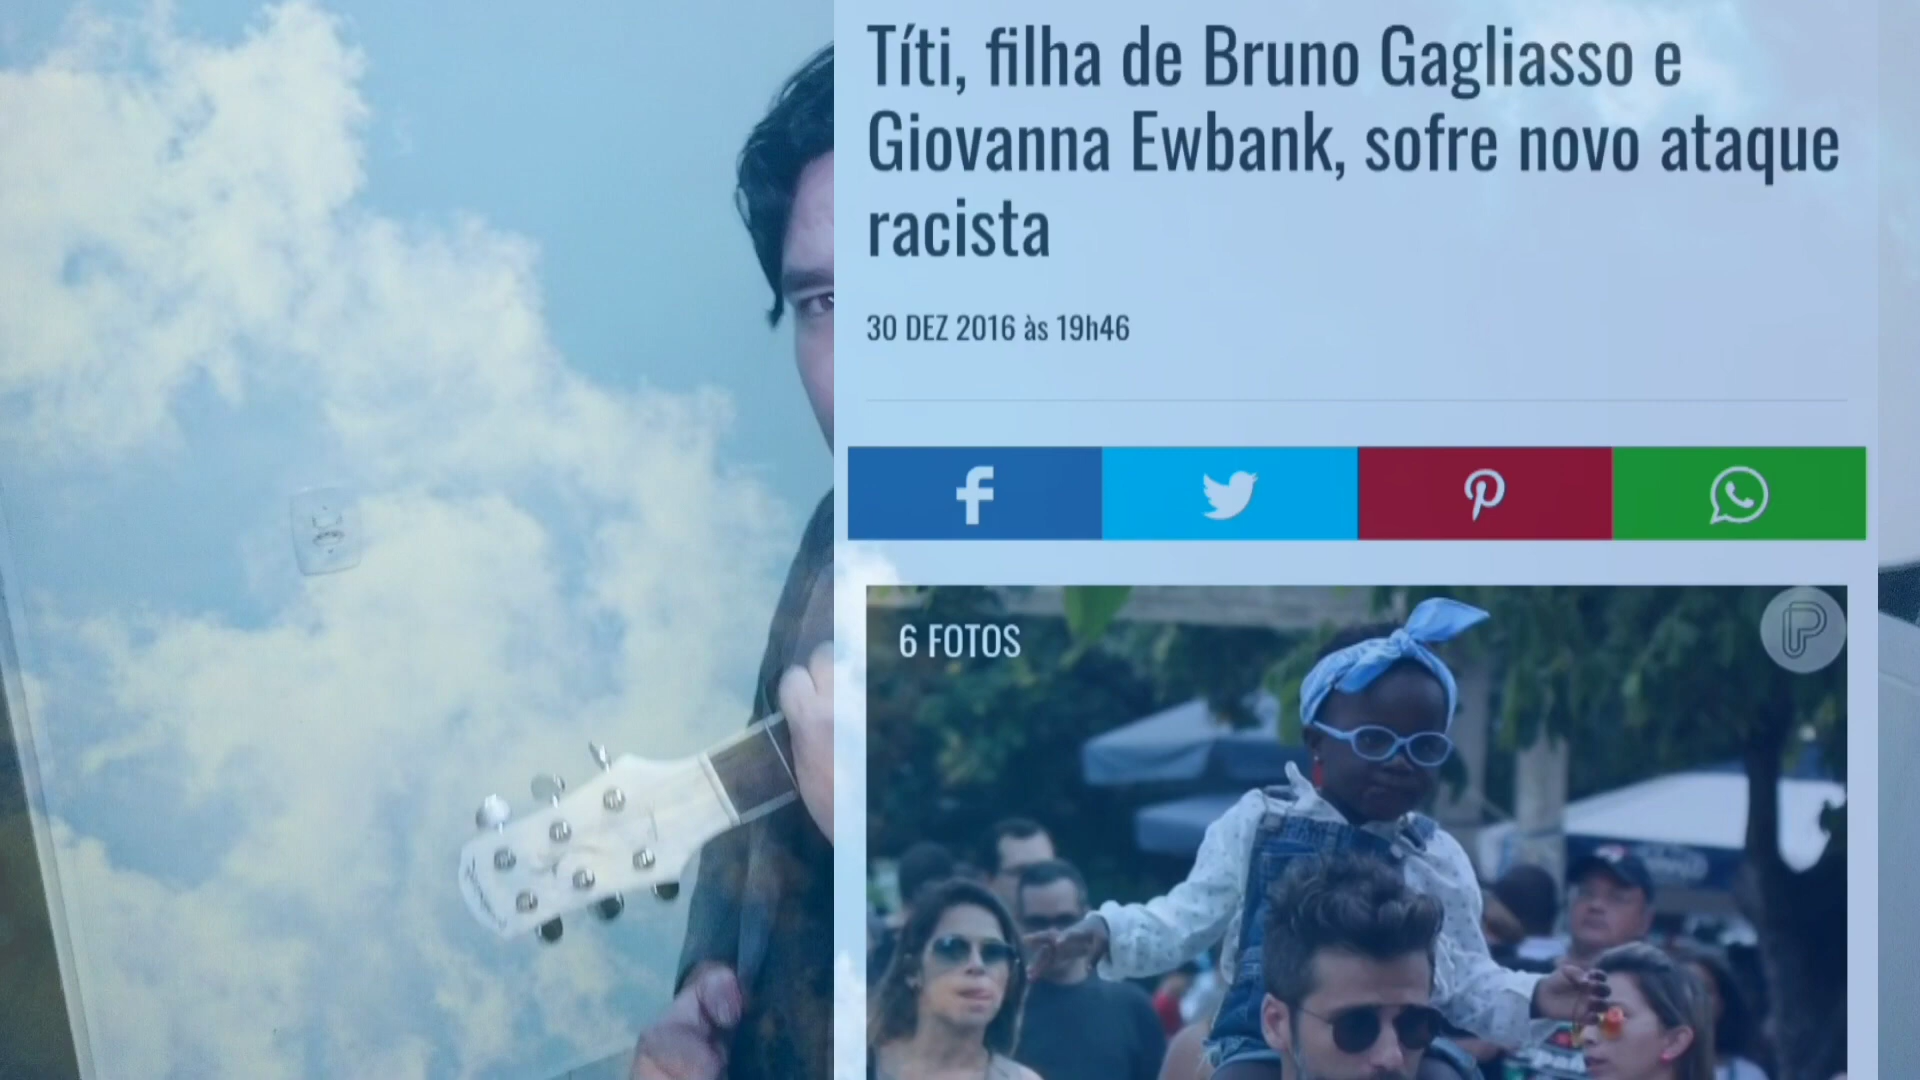 Títi, filha de Bruno Gagliasso e
Giovanna Ewbank, sofre novo ataque
racista
30 DEZ 2016 às 19h46
6 FOTOS